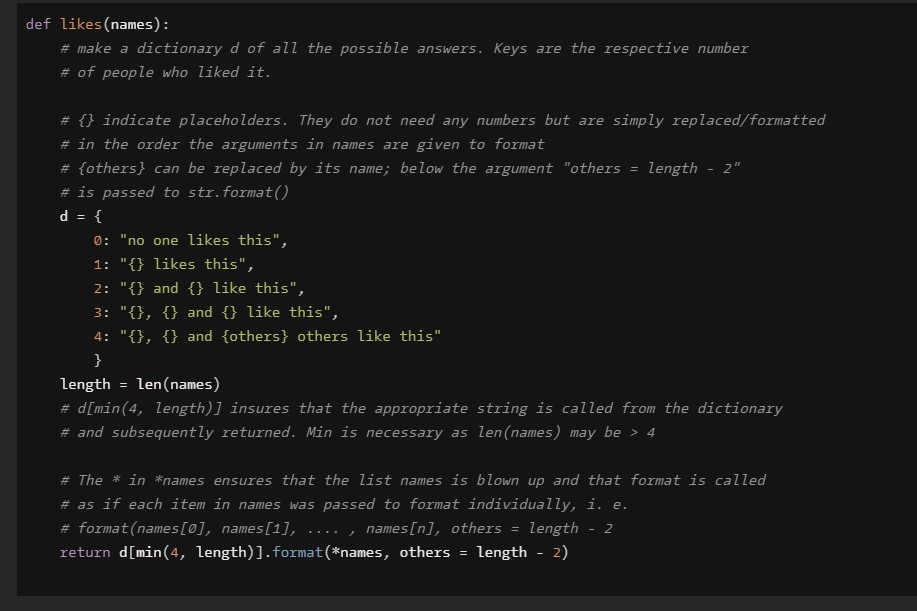 def likes(names):
    # make a dictionary d of all the possible answers. Keys are the respective number
    # of people who liked it.

    # {} indicate placeholders. They do not need any numbers but are simply replaced/formatted
    # in the order the arguments in names are given to format
    # {others} can be replaced by its name; below the argument "others = length - 2"
    # is passed to str.format()
    d = {
        0: "no one likes this",
        1: "{} likes this",
        2: "{} and {} like this",
        3: "{}, {} and {} like this",
        4: "{}, {} and {others} others like this"
        }
    length = len(names)
    # d[min(4, length)] insures that the appropriate string is called from the dictionary
    # and subsequently returned. Min is necessary as len(names) may be > 4

    # The * in *names ensures that the list names is blown up and that format is called
    # as if each item in names was passed to format individually, i. e.
    # format(names[0], names[1], .... , names[n], others = length - 2
    return d[min(4, length)].format(*names, others = length - 2)